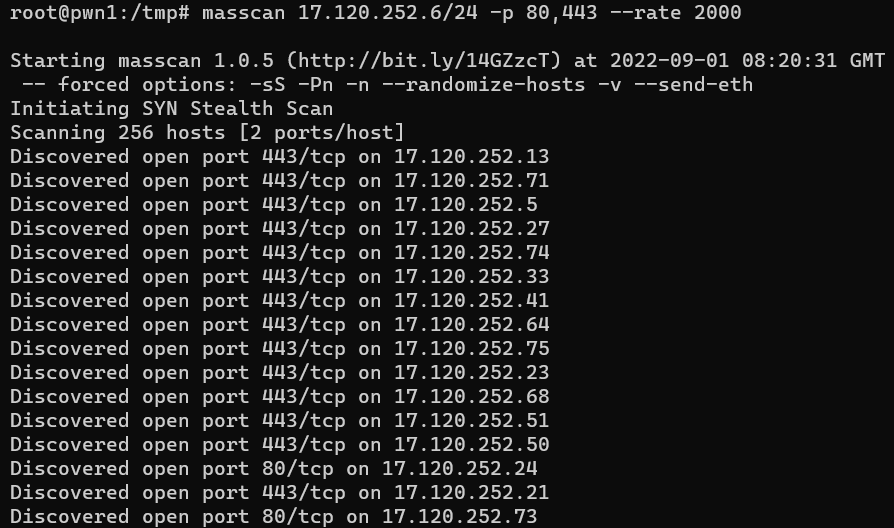 root@pwn1:/tmp# masscan 17.120.252.6/24 -p 80,443 --rate 2000
Starting masscan 1.0.5 (http://bit.ly/14GZzcT) at 2022-09-01 08:20:31 GMT
-- forced options: -sS -Pn -n --randomize-hosts -v --send-eth
Initiating SYN Stealth Scan
Scanning 256 hosts [2 ports/host]
Discovered open port 443/tcp on 17.120.252.13
Discovered open port 443/tcp on 17.120.252.71
Discovered open port 443/tcp on 17.120.252.5
Discovered open port 443/tcp on 17.120.252.27
Discovered open port 443/tcp on 17.120.252.74
Discovered open port 443/tcp on 17.120.252.33
Discovered open port 443/tcp on 17.120.252.41
Discovered open port 443/tcp on 17.120.252.64
Discovered open port 443/tcp on 17.120.252.75
Discovered open port 443/tcp on 17.120.252.23
Discovered open port 443/tcp on 17.120.252.68
Discovered open port 443/tcp on 17.120.252.51
Discovered open port 443/tcp on 17.120.252.50
Discovered open port 80/tcp on 17.120.252.24
Discovered open port 443/tcp on 17.120.252.21
Discovered open port 80/tcp on 17.120.252.73